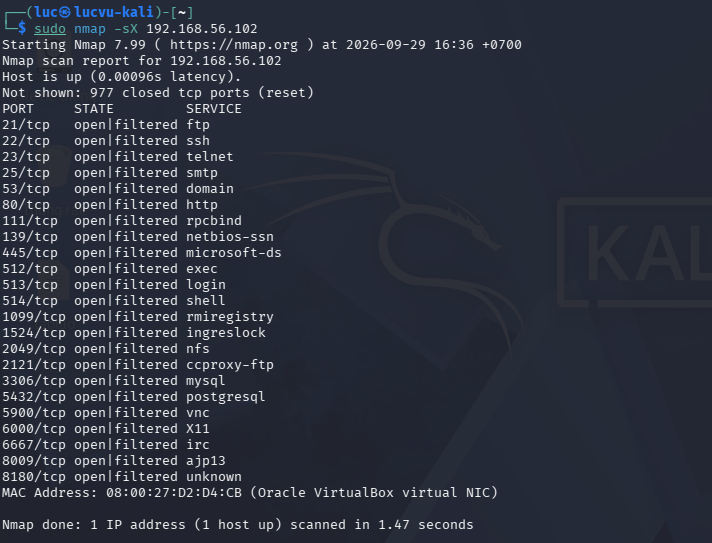 ┌──(luc㉿lucvu-kali)-[~]
└─$ sudo nmap -sX 192.168.56.102
Starting Nmap 7.99 ( https://nmap.org ) at 2026-09-29 16:36 +0700
Nmap scan report for 192.168.56.102
Host is up (0.00096s latency).
Not shown: 977 closed tcp ports (reset)
PORT     STATE         SERVICE
21/tcp   open|filtered ftp
22/tcp   open|filtered ssh
23/tcp   open|filtered telnet
25/tcp   open|filtered smtp
53/tcp   open|filtered domain
80/tcp   open|filtered http
111/tcp  open|filtered rpcbind
139/tcp  open|filtered netbios-ssn
445/tcp  open|filtered microsoft-ds
512/tcp  open|filtered exec
513/tcp  open|filtered login
514/tcp  open|filtered shell
1099/tcp open|filtered rmiregistry
1524/tcp open|filtered ingreslock
2049/tcp open|filtered nfs
2121/tcp open|filtered ccproxy-ftp
3306/tcp open|filtered mysql
5432/tcp open|filtered postgresql
5900/tcp open|filtered vnc
6000/tcp open|filtered X11
6667/tcp open|filtered irc
8009/tcp open|filtered ajp13
8180/tcp open|filtered unknown
MAC Address: 08:00:27:D2:D4:CB (Oracle VirtualBox virtual NIC)
Nmap done: 1 IP address (1 host up) scanned in 1.47 seconds
KAL